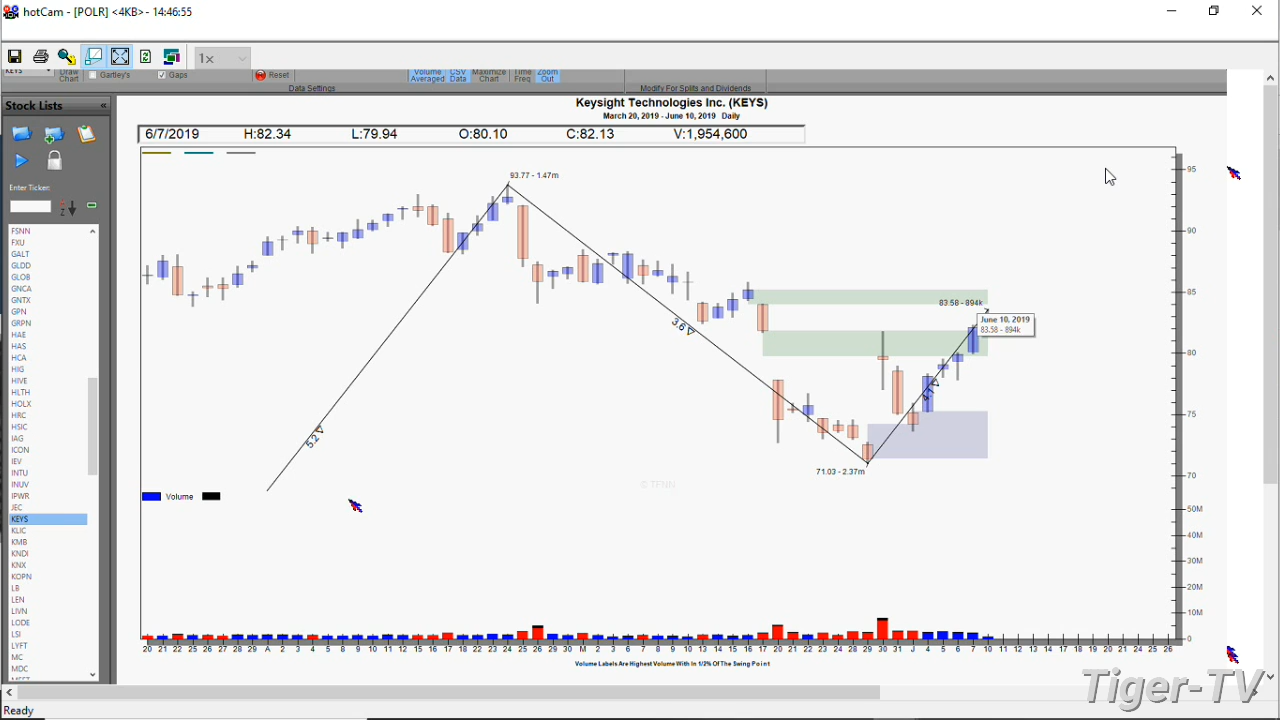 hotCam - [POLR] <4KB> - 14:46:55
1x
KEYS
Draw Chart
Gartley's
Gaps
Reset
Volume Averaged
CSV Data
Maximize Chart
Time Freq
Zoom Out
Data Settings
Modify For Splits and Dividends
Stock Lists
«
Enter Ticker:
FSNN
FXU
GALT
GLDD
GLOB
GNCA
GNTX
GPN
GRPN
HAE
HAS
HCA
HIG
HIVE
HLTH
HOLX
HRC
HSIC
IAG
ICON
IEV
INTU
INUV
IPWR
JEC
KEYS
KLIC
KMB
KNDI
KNX
KOPN
LB
LEN
LIVN
LODE
LSI
LYFT
MC
MDC
Keysight Technologies Inc. (KEYS)
March 20, 2019 - June 10, 2019 Daily
6/7/2019 H:82.34 L:79.94 O:80.10 C:82.13 V:1,954,600
93.77 - 1.47m
83.58 - 894k
June 10, 2019
83.58 - 894k
3.6
5.2
71.03 - 2.37m
© TFNN
Volume
95
90
85
80
75
70
50M
40M
30M
20M
10M
0
20 21 22 25 26 27 28 29 A 2 3 4 5 8 9 10 11 12 15 16 17 18 22 23 24 25 26 29 30 M 2 3 6 7 8 9 10 13 14 15 16 17 20 21 22 23 24 28 29 30 31 J 4 5 6 7 10 11 12 13 14 17 18 19 20 21 24 25 26
Volume Labels Are Highest Volume With In 1/2% Of The Swing Point
Tiger-TV
Ready